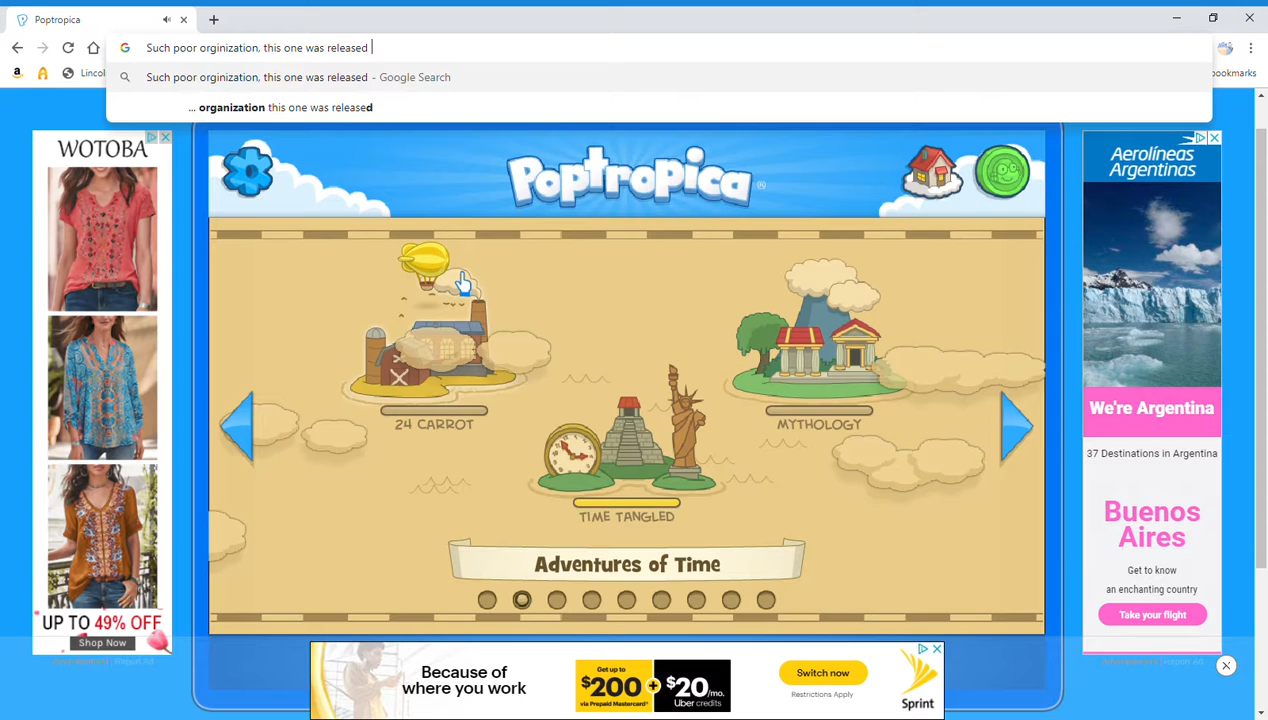 Poptropica
Such poor orginization, this one was released
Lincol
bookmarks
Such poor orginization, this one was released - Google Search
... organization this one was released
WOTOBA
UP TO 49% OFF
Shop Now
Poptropica
24 CARROT
MYTHOLOGY
TIME TANGLED
Adventures of Time
Aerolíneas
Argentinas
We're Argentina
37 Destinations in Argentina
Buenos
Aires
Get to know
an enchanting country
Take your flight
Because of
where you work
Get up to
$200
via Prepaid Mastercard®
+
$20/mo.
Uber credits
Switch now
Restrictions Apply
Sprint